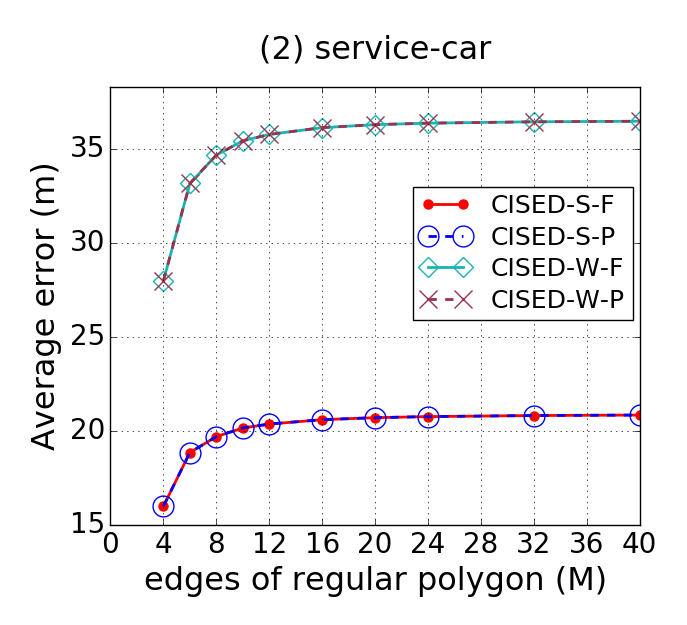 (2) service-car
Average error (m)
35
30
25
20
15
CISED-S-F
CISED-S-P
CISED-W-F
CISED-W-P
0 4 8 12 16 20 24 28 32 36 40
edges of regular polygon (M)